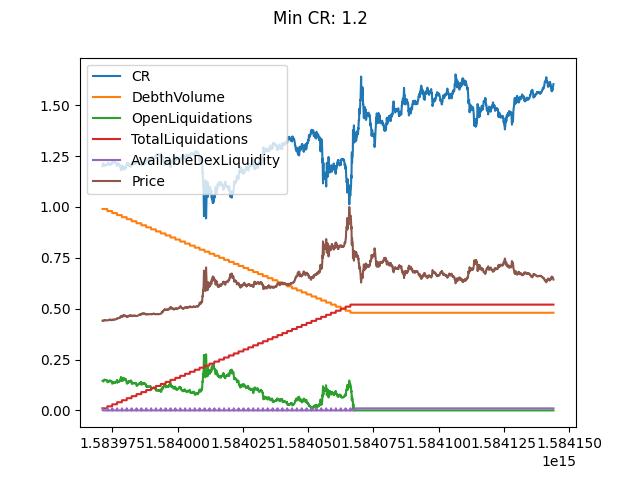 Min CR: 1.2
CR
DebthVolume
OpenLiquidations
TotalLiquidations
AvailableDexLiquidity
Price
1.50
1.25
1.00
0.75
0.50
0.25
0.00
1.583975 1.584000 1.584025 1.584050 1.584075 1.584100 1.584125 1.584150
1e15